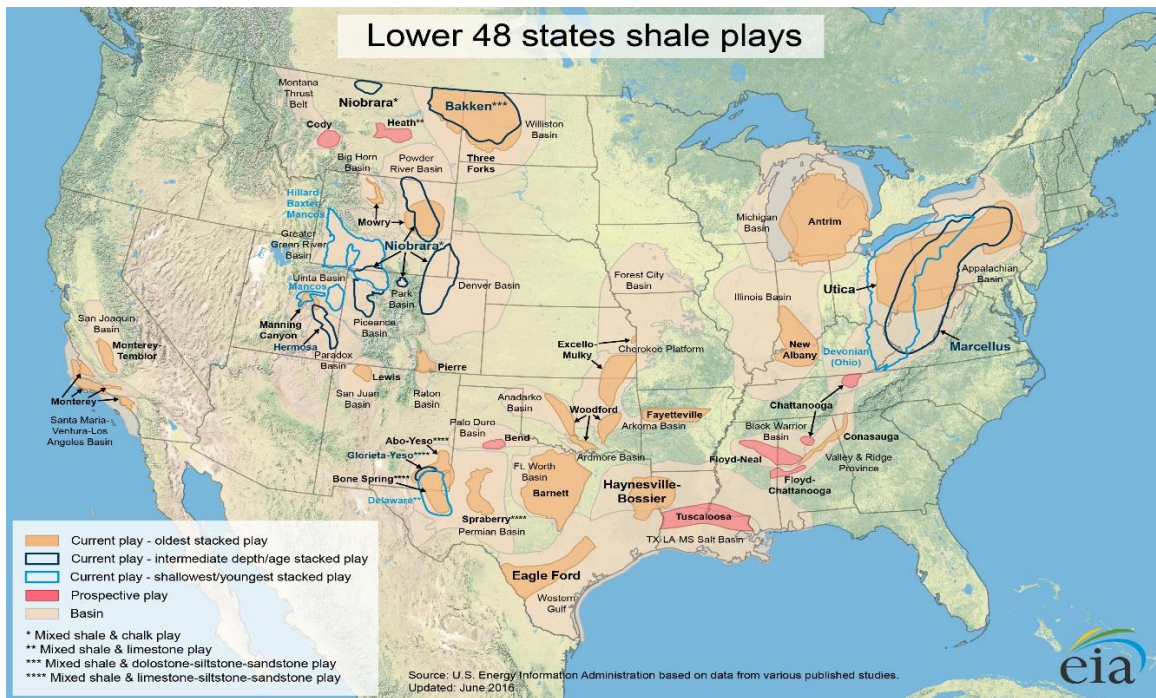 Lower 48 states shale plays
Montana
Thrust
Belt
Niobrara*
Bakken***
Cody
Heath**
Williston
Basin
Big Horn
Basin
Powder
River Basin
Three
Forks
Hillard-
Baxter-
Mancos
Mowry
Greater
Green River
Basin
Niobrara*
Uinta Basin
Mancos
Park
Basin
Denver Basin
Manning
Canyon
Piceance
Basin
Hermosa
Paradox
Basin
San Joaquin
Basin
Monterey-
Temblor
Monterey
Santa Maria-
Ventura-Los
Angeles Basin
Lewis
San Juan
Basin
Pierre
Raton
Basin
Michigan
Basin
Antrim
Forest City
Basin
Illinois Basin
Utica
Appalachian
Basin
Excello-
Mulky
Cherokee Platform
New
Albany
Devonian
(Ohio)
Marcellus
Anadarko
Basin
Woodford
Fayetteville
Arkoma Basin
Chattanooga
Palo Duro
Basin
Bend
Ardmore Basin
Black Warrior
Basin
Conasauga
Abo-Yeso****
Glorieta-Yeso****
Bone Spring****
Delaware**
Ft. Worth
Basin
Barnett
Haynesville-
Bossier
Floyd-Neal
Valley & Ridge
Province
Floyd-
Chattanooga
Spraberry****
Permian Basin
Tuscaloosa
TX-LA-MS Salt Basin
Eagle Ford
Western
Gulf
Current play - oldest stacked play
Current play - intermediate depth/age stacked play
Current play - shallowest/youngest stacked play
Prospective play
Basin
* Mixed shale & chalk play
** Mixed shale & limestone play
*** Mixed shale & dolostone-siltstone-sandstone play
**** Mixed shale & limestone-siltstone-sandstone play
Source: U.S. Energy Information Administration based on data from various published studies.
Updated: June 2016
eia